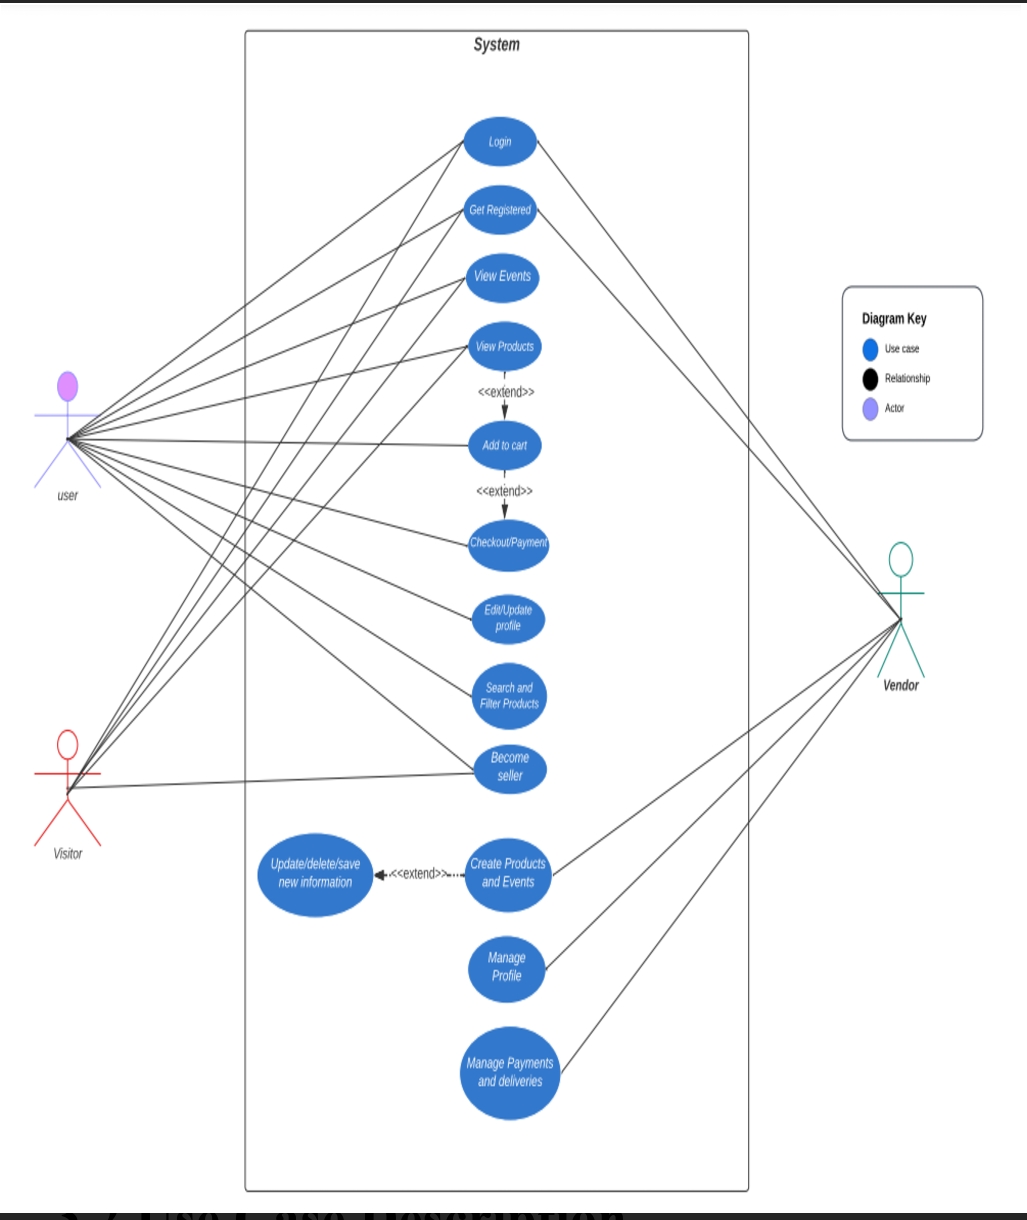 System
Login
Get Registered
View Events
View Products
<<extend>>
Add to cart
<<extend>>
Checkout/Payment
Edit/Update
profile
Search and
Filter Products
Become
seller
Update/delete/save
new information
<<extend>>
Create Products
and Events
Manage
Profile
Manage Payments
and deliveries
user
Visitor
Diagram Key
Use case
Relationship
Actor
Vendor